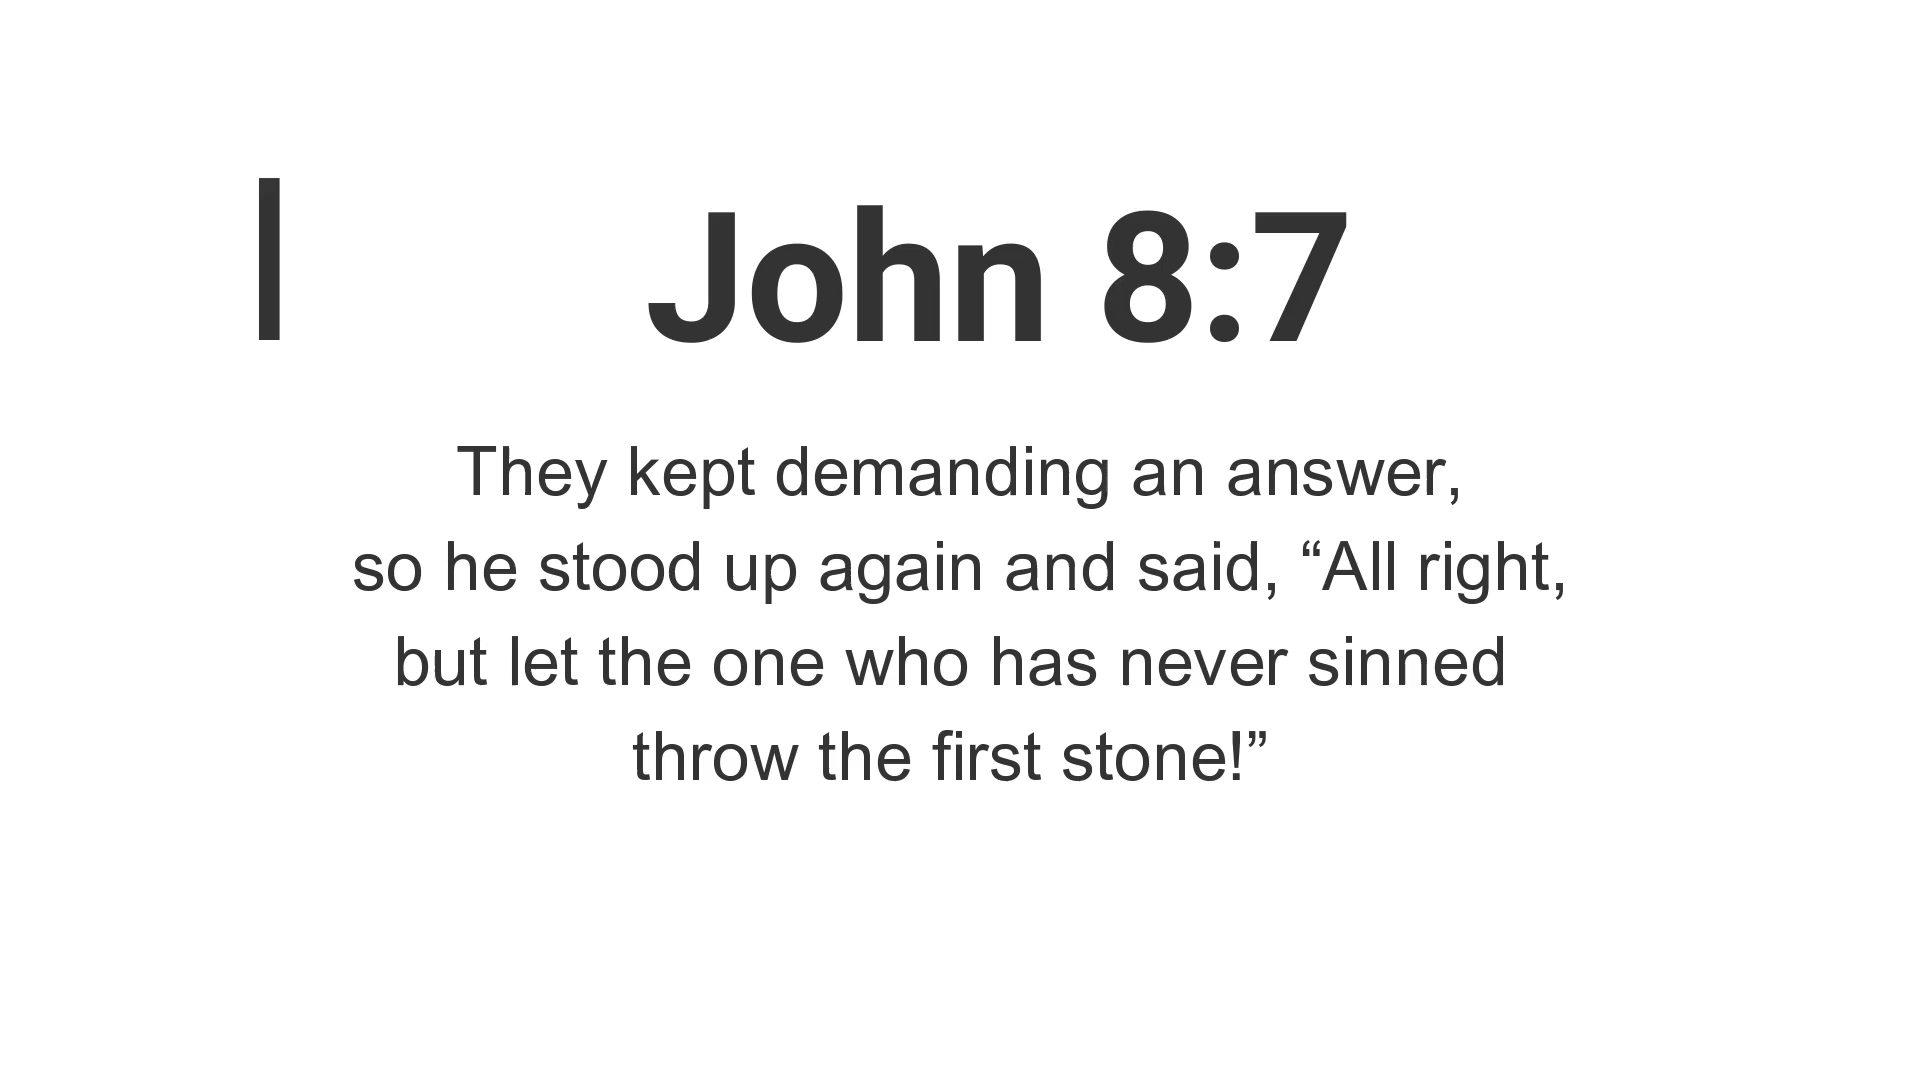 John 8:7
They kept demanding an answer,
so he stood up again and said, “All right,
but let the one who has never sinned
throw the first stone!”